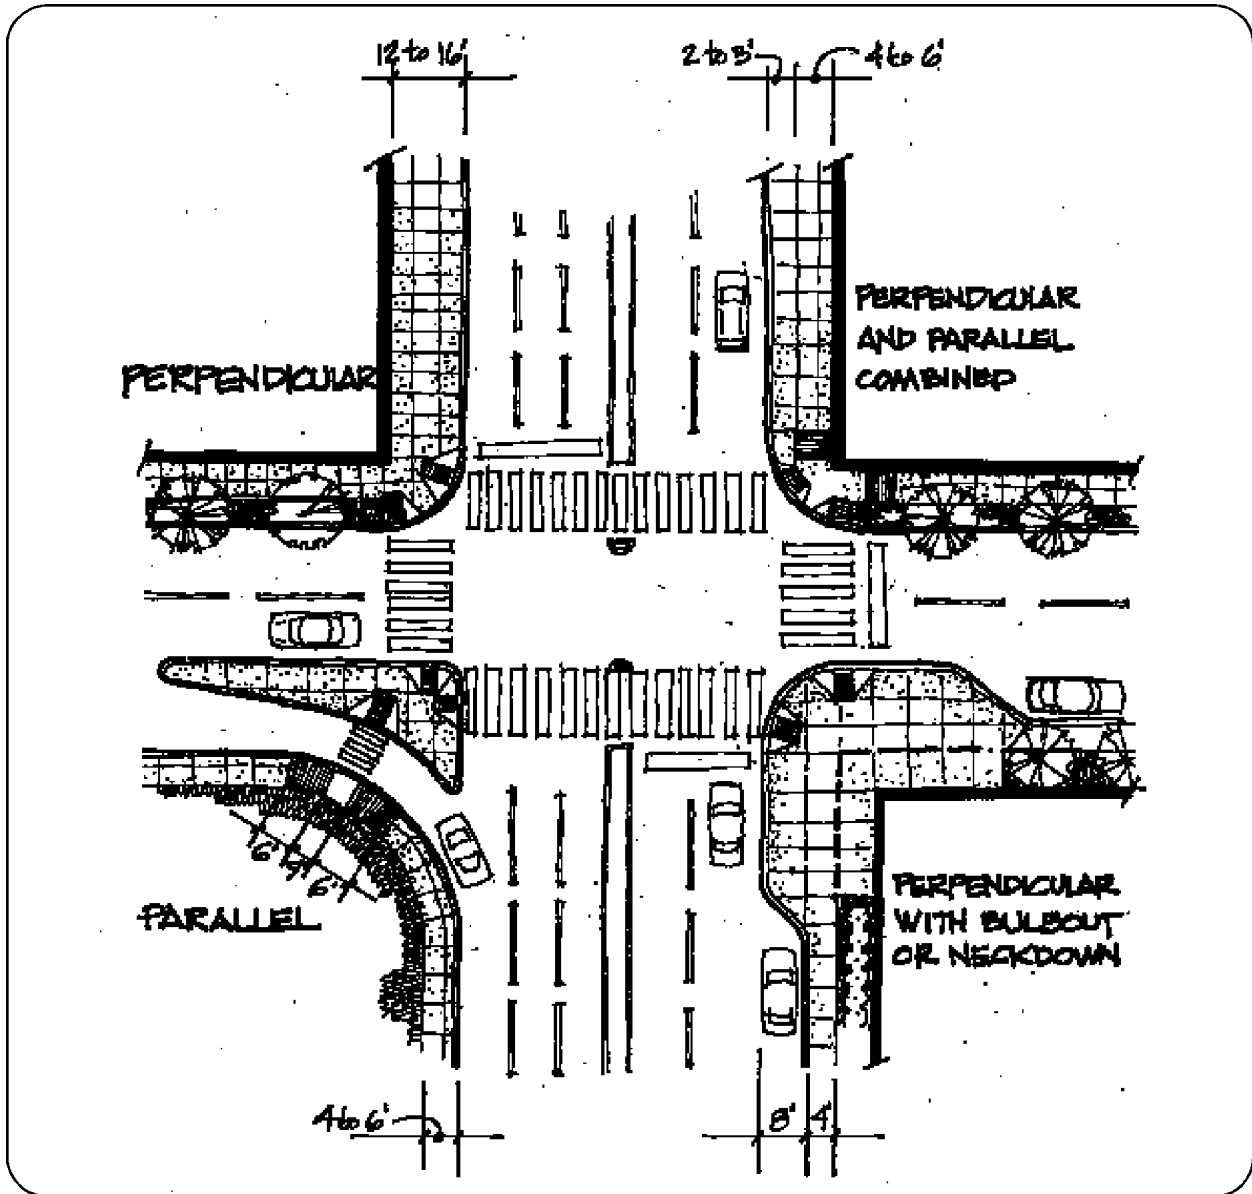 12 to 16'
2 to 3'
4 to 6'
PERPENDICULAR
AND PARALLEL
COMBINED
PERPENDICULAR
6'
4'
6'
PARALLEL
PERPENDICULAR
WITH BULBOUT
OR NECKDOWN
4 to 6'
8'
4'